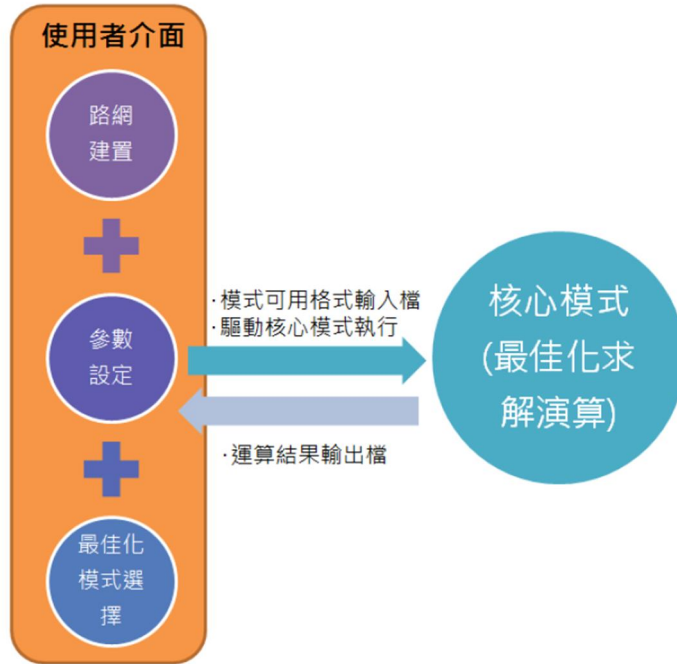 使用者介面
路網
建置
參數
設定
最佳化
模式選
擇
·模式可用格式輸入檔
·驅動核心模式執行
·運算結果輸出檔
核心模式
(最佳化求
解演算)